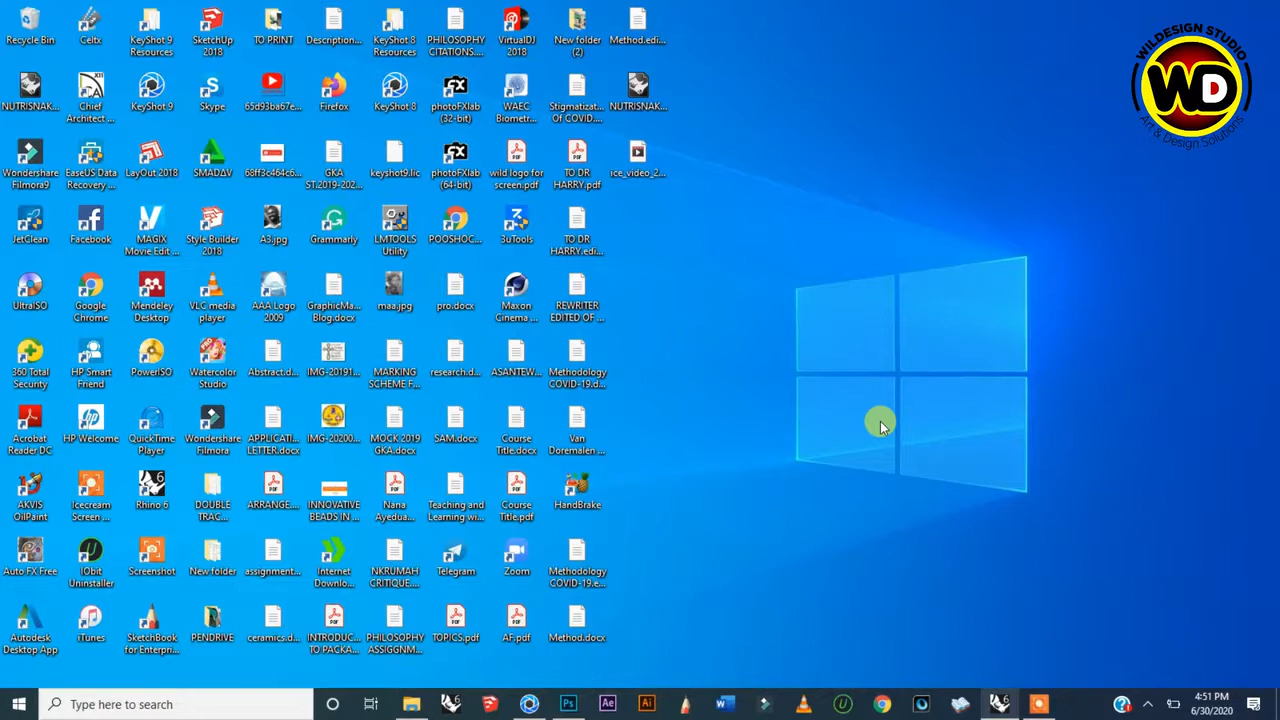 Recycle Bin
Celtx
KeyShot 9
Resources
SketchUp
2018
TO PRINT
Description...
KeyShot 8
Resources
PHILOSOPHY
CITATIONS....
VirtualDJ
2018
New folder
(2)
Method.edi...
WILDESIGN STUDIO
WD
Art & Design Solutions
NUTRISNAK...
Chief
Architect ...
KeyShot 9
Skype
65d93ba67e...
Firefox
KeyShot 8
photoFXlab
(32-bit)
WAEC
Biometr...
Stigmatizat...
Of COVID....
NUTRISNAK...
Wondershare
Filmora9
EaseUS Data
Recovery ...
LayOut 2018
SMADΔV
68ff3c464c6...
GKA
ST.2019-202...
keyshot9.lic
photoFXlab
(64-bit)
wild logo for
screen.pdf
TO DR
HARRY.pdf
ice_video_2...
JetClean
Facebook
MAGIX
Movie Edit ...
Style Builder
2018
A3.jpg
Grammarly
LMTOOLS
Utility
POOSHOC...
3uTools
TO DR
HARRY.edi...
UltraISO
Google
Chrome
Mendeley
Desktop
VLC media
player
AAA Logo
2009
GraphicMa...
Blog.docx
maa.jpg
pro.docx
Maxon
Cinema ...
REWRITER
EDITED OF ...
360 Total
Security
HP Smart
Friend
PowerISO
Watercolor
Studio
Abstract.d...
IMG-20191...
MARKING
SCHEME F...
research.d...
ASANTEW...
Methodology
COVID-19.d...
Acrobat
Reader DC
HP Welcome
QuickTime
Player
Wondershare
Filmora
APPLICATI...
LETTER.docx
IMG-20200...
MOCK 2019
GKA.docx
SAM.docx
Course
Title.docx
Van
Doremalen ...
AKVIS
OilPaint
Icecream
Screen ...
Rhino 6
DOUBLE
TRAC...
ARRANGE....
INNOVATIVE
BEADS IN ...
Nana
Ayedua...
Teaching and
Learning wi...
Course
Title.pdf
HandBrake
Auto FX Free
IObit
Uninstaller
Screenshot
New folder
assignment...
Internet
Downlo...
NKRUMAH
CRITIQUE....
Telegram
Zoom
Methodology
COVID-19.e...
Autodesk
Desktop App
iTunes
SketchBook
for Enterpri...
PENDRIVE
ceramics.d...
INTRODUC...
TO PACKA...
PHILOSOPHY
ASSIGNM...
TOPICS.pdf
AF.pdf
Method.docx
Type here to search
4:51 PM
6/30/2020